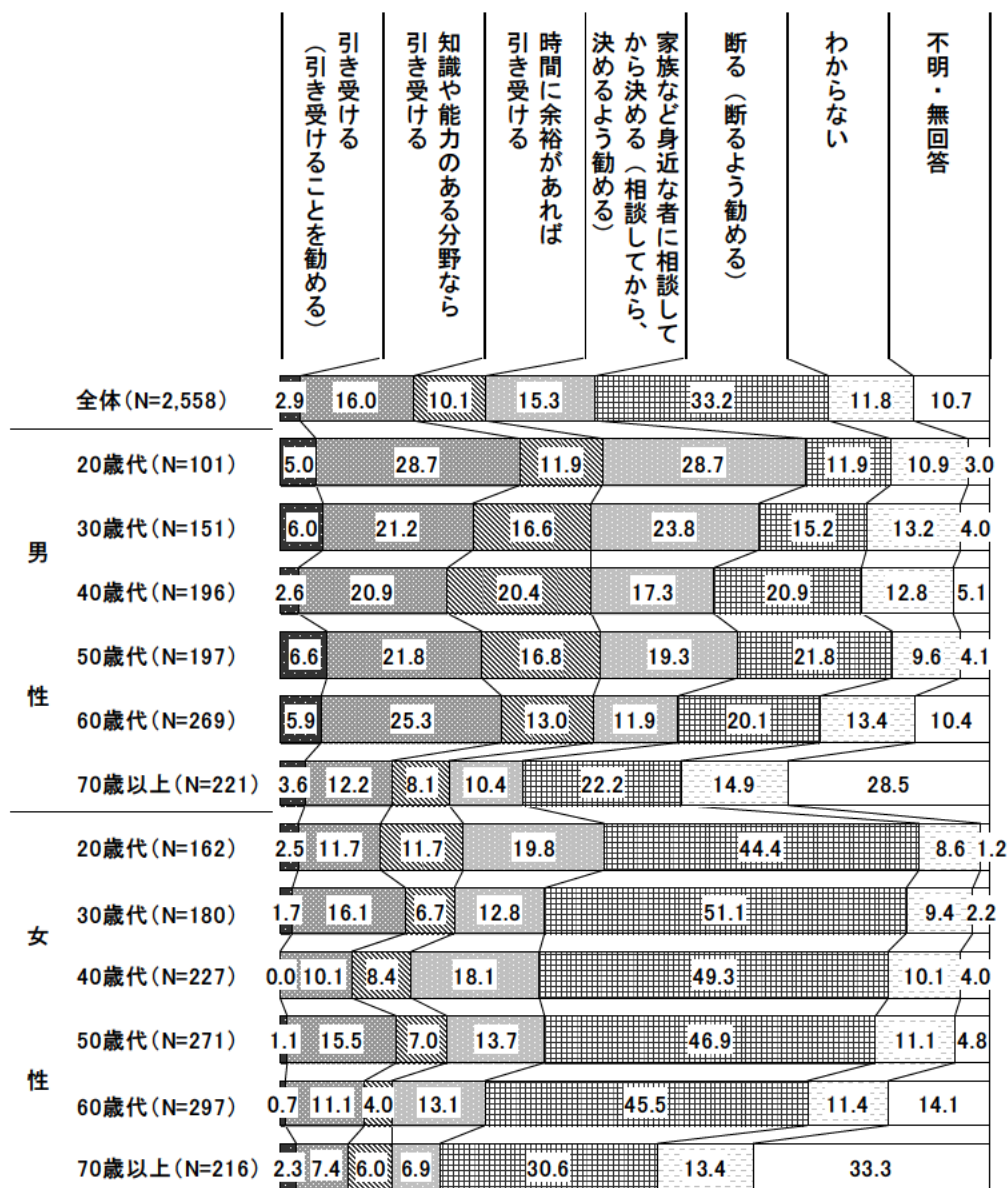 引き受ける
（引き受けることを勧める）
知識や能力のある分野なら
引き受ける
時間に余裕があれば
引き受ける
家族など身近な者に相談して
から決める（相談してから、
決めるよう勧める）
断る（断るよう勧める）
わからない
不明・無回答
全体（N=2,558） 2.9 16.0 10.1 15.3 33.2 11.8 10.7
男性
20歳代（N=101） 5.0 28.7 11.9 28.7 11.9 10.9 3.0
30歳代（N=151） 6.0 21.2 16.6 23.8 15.2 13.2 4.0
40歳代（N=196） 2.6 20.9 20.4 17.3 20.9 12.8 5.1
50歳代（N=197） 6.6 21.8 16.8 19.3 21.8 9.6 4.1
60歳代（N=269） 5.9 25.3 13.0 11.9 20.1 13.4 10.4
70歳以上（N=221） 3.6 12.2 8.1 10.4 22.2 14.9 28.5
女性
20歳代（N=162） 2.5 11.7 11.7 19.8 44.4 8.6 1.2
30歳代（N=180） 1.7 16.1 6.7 12.8 51.1 9.4 2.2
40歳代（N=227） 0.0 10.1 8.4 18.1 49.3 10.1 4.0
50歳代（N=271） 1.1 15.5 7.0 13.7 46.9 11.1 4.8
60歳代（N=297） 0.7 11.1 4.0 13.1 45.5 11.4 14.1
70歳以上（N=216） 2.3 7.4 6.0 6.9 30.6 13.4 33.3